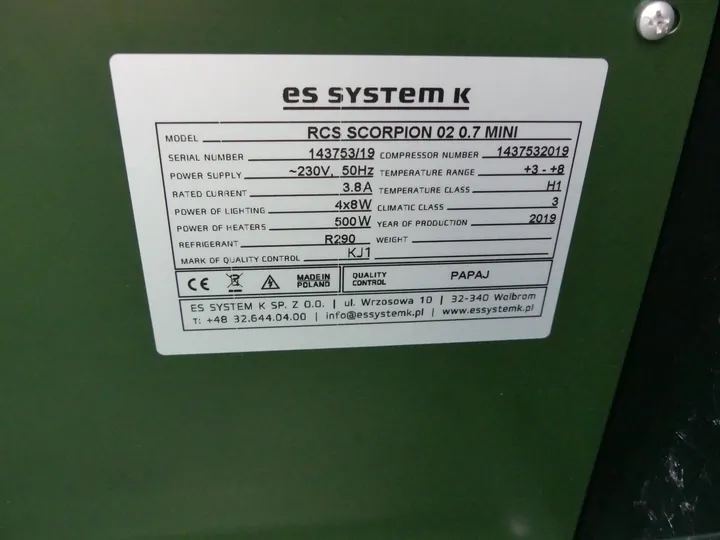 es system k
MODEL RCS SCORPION 02 0.7 MINI
SERIAL NUMBER 143753/19 COMPRESSOR NUMBER 1437532019
POWER SUPPLY ~230V, 50Hz TEMPERATURE RANGE +3 - +8
RATED CURRENT 3.8A TEMPERATURE CLASS H1
POWER OF LIGHTING 4x8W CLIMATIC CLASS 3
POWER OF HEATERS 500W YEAR OF PRODUCTION 2019
REFRIGERANT R290 WEIGHT
MARK OF QUALITY CONTROL KJ1
CE MADE IN POLAND QUALITY CONTROL PAPAJ
ES SYSTEM K SP. Z O.O. | ul. Wrzosowa 10 | 32-340 Wolbrom
T: +48 32.644.04.00 | info@essystemk.pl | www.essystemk.pl